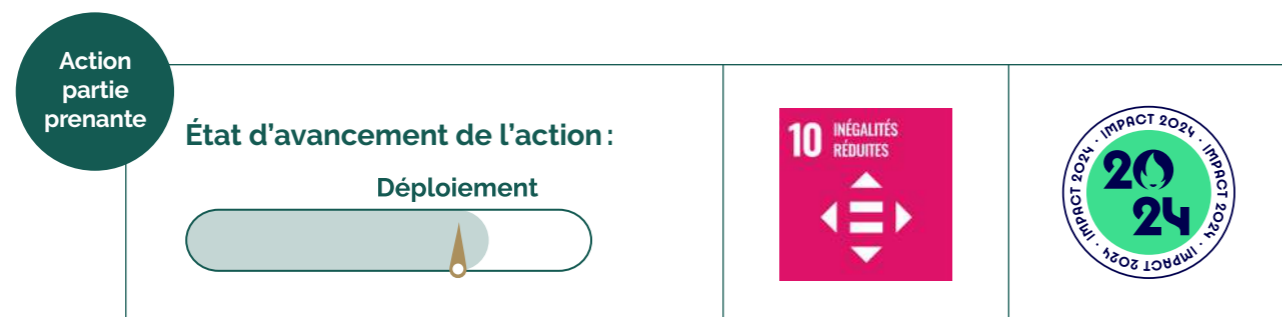 Action
partie
prenante
État d’avancement de l’action :
Déploiement
10 INÉGALITÉS
RÉDUITES
IMPACT 2024 · IMPACT 2024 · IMPACT 2024 · IMPACT 2024 ·
20
24